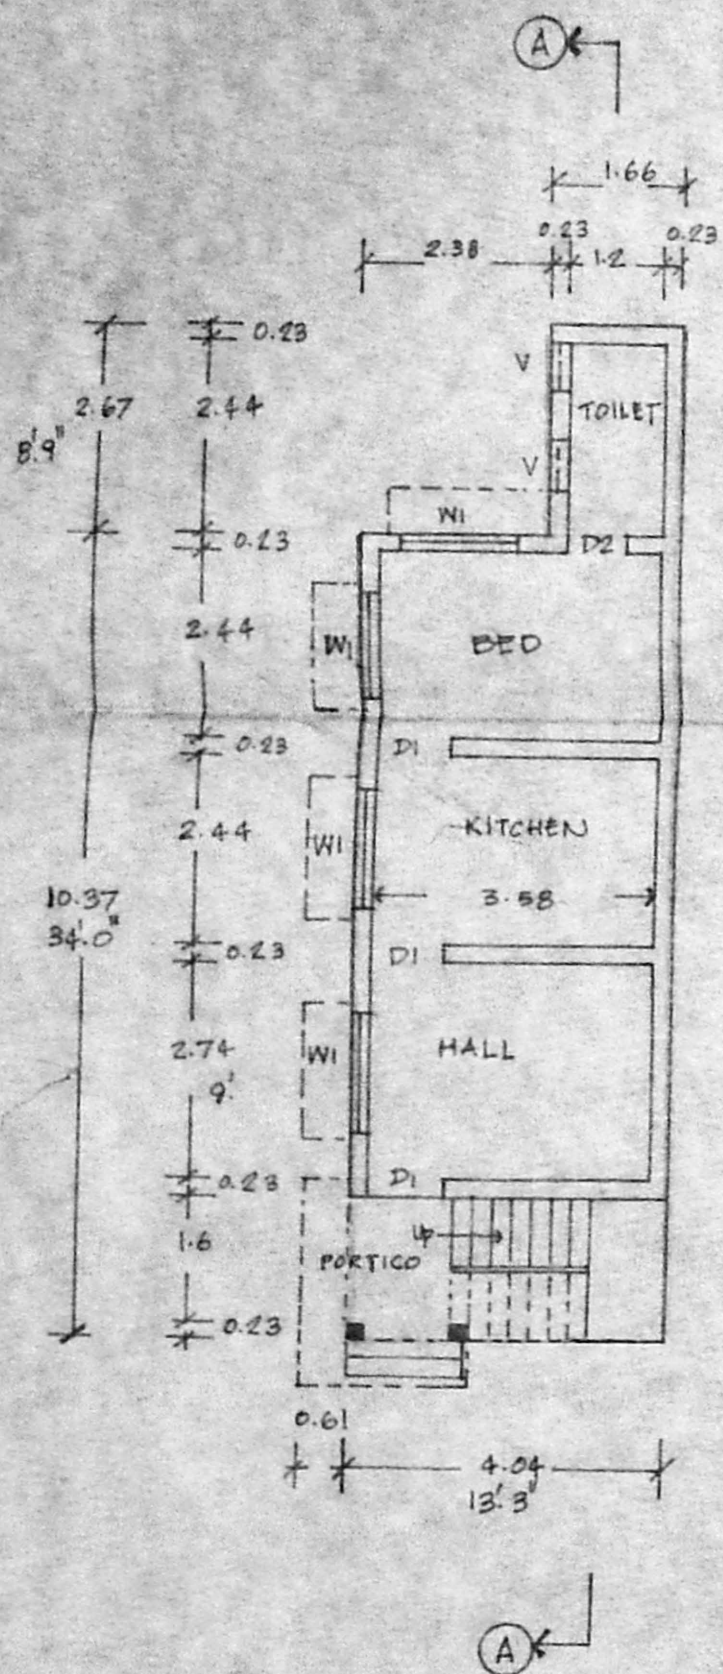 A
1.66
0.23
0.23
2.38
1.2
0.23
2.67
2.44
8'.9"
V
TOILET
V
W1
0.23
D2
2.44
W1
BED
0.23
D1
2.44
W1
KITCHEN
10.37
3.58
34'.0"
0.23
D1
2.74
W1
HALL
9'.
0.23
D1
1.6
UP
PORTICO
0.23
0.61
4.04
13'.3"
A